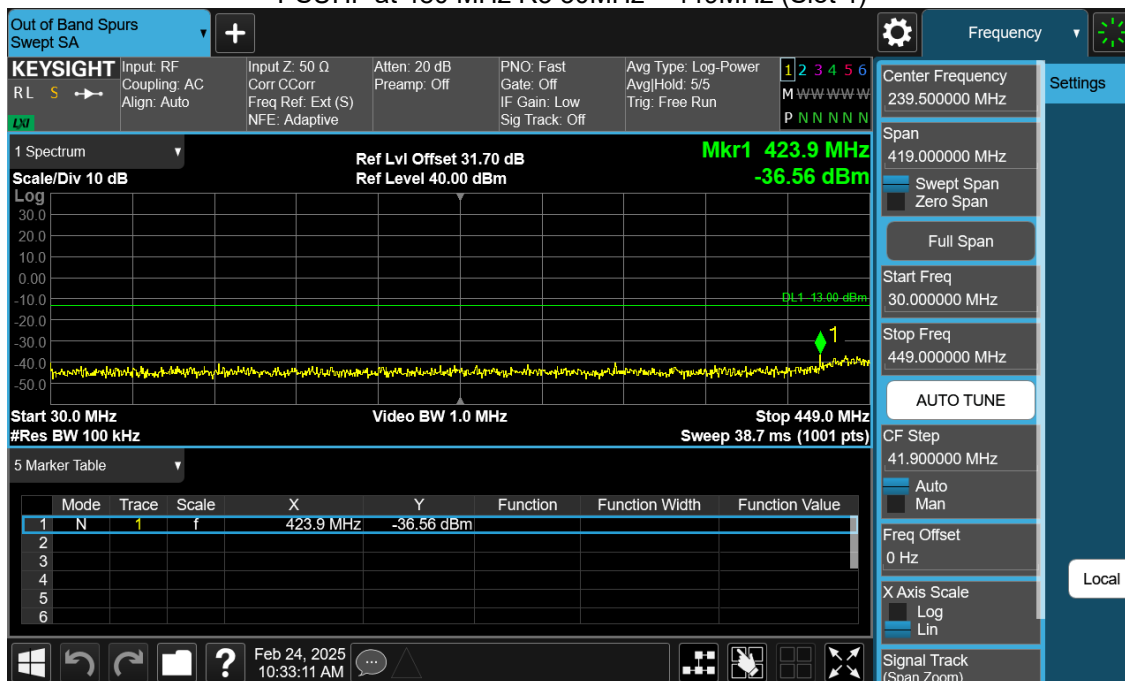 Out of Band Spurs
Swept SA
Frequency
KEYSIGHT
RL S
LXI
Input: RF
Coupling: AC
Align: Auto
Input Z: 50 Ω
Corr CCorr
Freq Ref: Ext (S)
NFE: Adaptive
Atten: 20 dB
Preamp: Off
PNO: Fast
Gate: Off
IF Gain: Low
Sig Track: Off
Avg Type: Log-Power
Avg|Hold: 5/5
Trig: Free Run
1 2 3 4 5 6
M W W W W W
P N N N N N
1 Spectrum
Scale/Div 10 dB
Ref Lvl Offset 31.70 dB
Ref Level 40.00 dBm
Mkr1 423.9 MHz
-36.56 dBm
Log
30.0
20.0
10.0
0.00
-10.0
-20.0
-30.0
-40.0
-50.0
DL1 -13.00 dBm
1
Start 30.0 MHz
#Res BW 100 kHz
Video BW 1.0 MHz
Stop 449.0 MHz
Sweep 38.7 ms (1001 pts)
5 Marker Table
Mode Trace Scale X Y Function Function Width Function Value
1 N 1 f 423.9 MHz -36.56 dBm
2
3
4
5
6
Feb 24, 2025
10:33:11 AM
Center Frequency
239.500000 MHz
Span
419.000000 MHz
Swept Span
Zero Span
Full Span
Start Freq
30.000000 MHz
Stop Freq
449.000000 MHz
AUTO TUNE
CF Step
41.900000 MHz
Auto
Man
Freq Offset
0 Hz
X Axis Scale
Log
Lin
Signal Track
(Span Zoom)
Settings
Local